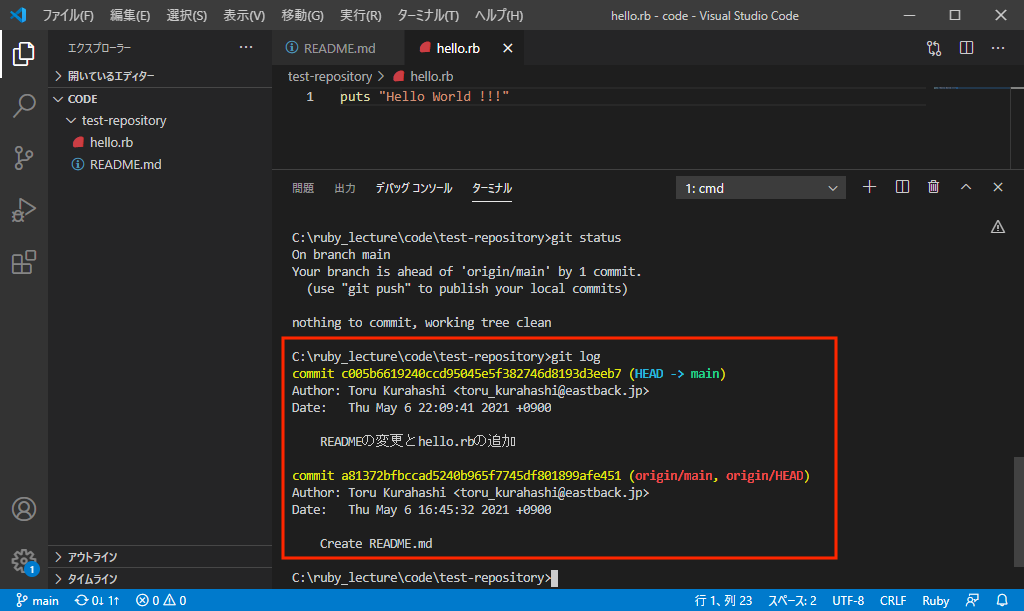 ファイル(F) 編集(E) 選択(S) 表示(V) 移動(G) 実行(R) ターミナル(T) ヘルプ(H) hello.rb - code - Visual Studio Code
エクスプローラー
開いているエディター
CODE
test-repository
hello.rb
README.md
アウトライン
タイムライン
1
README.md hello.rb
test-repository > hello.rb
1 puts "Hello World !!!"
問題 出力 デバッグ コンソール ターミナル 1: cmd
C:\ruby_lecture\code\test-repository>git status
On branch main
Your branch is ahead of 'origin/main' by 1 commit.
(use "git push" to publish your local commits)
nothing to commit, working tree clean
C:\ruby_lecture\code\test-repository>git log
commit c005b6619240ccd95045e5f382746d8193d3eeb7 (HEAD -> main)
Author: Toru Kurahashi <toru_kurahashi@eastback.jp>
Date: Thu May 6 22:09:41 2021 +0900
READMEの変更とhello.rbの追加
commit a81372bfbccad5240b965f7745df801899afe451 (origin/main, origin/HEAD)
Author: Toru Kurahashi <toru_kurahashi@eastback.jp>
Date: Thu May 6 16:45:32 2021 +0900
Create README.md
C:\ruby_lecture\code\test-repository>
main 0↓ 1↑ 0 0 行 1、列 23 スペース: 2 UTF-8 CRLF Ruby